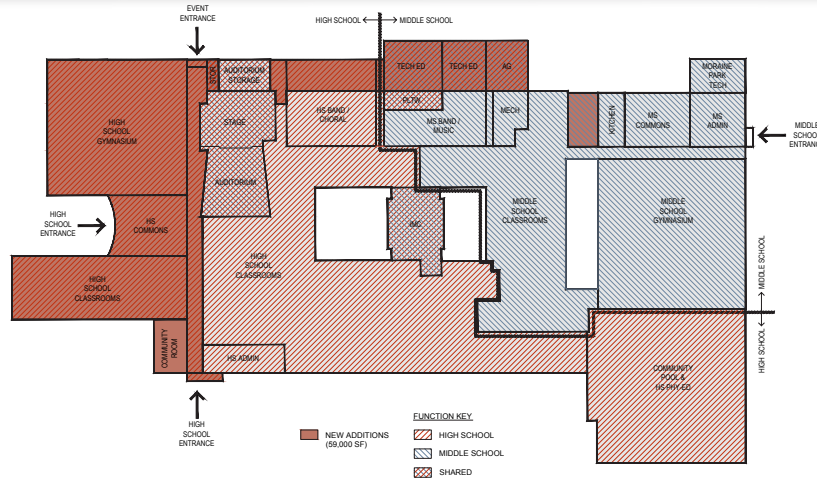 EVENT
ENTRANCE
HIGH SCHOOL
MIDDLE SCHOOL
STOR
AUDITORIUM
STORAGE
TECH ED
TECH ED
AG
MORAINE
PARK
TECH
HIGH
SCHOOL
GYMNASIUM
STAGE
HS BAND /
CHORAL
PLTW
MS BAND /
MUSIC
MECH
KITCHEN
MS
COMMONS
MS
ADMIN
MIDDLE
SCHOOL
ENTRANCE
AUDITORIUM
HIGH
SCHOOL
ENTRANCE
HS
COMMONS
IMC
MIDDLE
SCHOOL
CLASSROOMS
MIDDLE
SCHOOL
GYMNASIUM
HIGH
SCHOOL
CLASSROOMS
HIGH
SCHOOL
CLASSROOMS
MIDDLE SCHOOL
HIGH SCHOOL
COMMUNITY
ROOM
HS ADMIN
COMMUNITY
POOL &
HS PHY-ED
HIGH
SCHOOL
ENTRANCE
FUNCTION KEY
NEW ADDITIONS
(59,000 SF)
HIGH SCHOOL
MIDDLE SCHOOL
SHARED